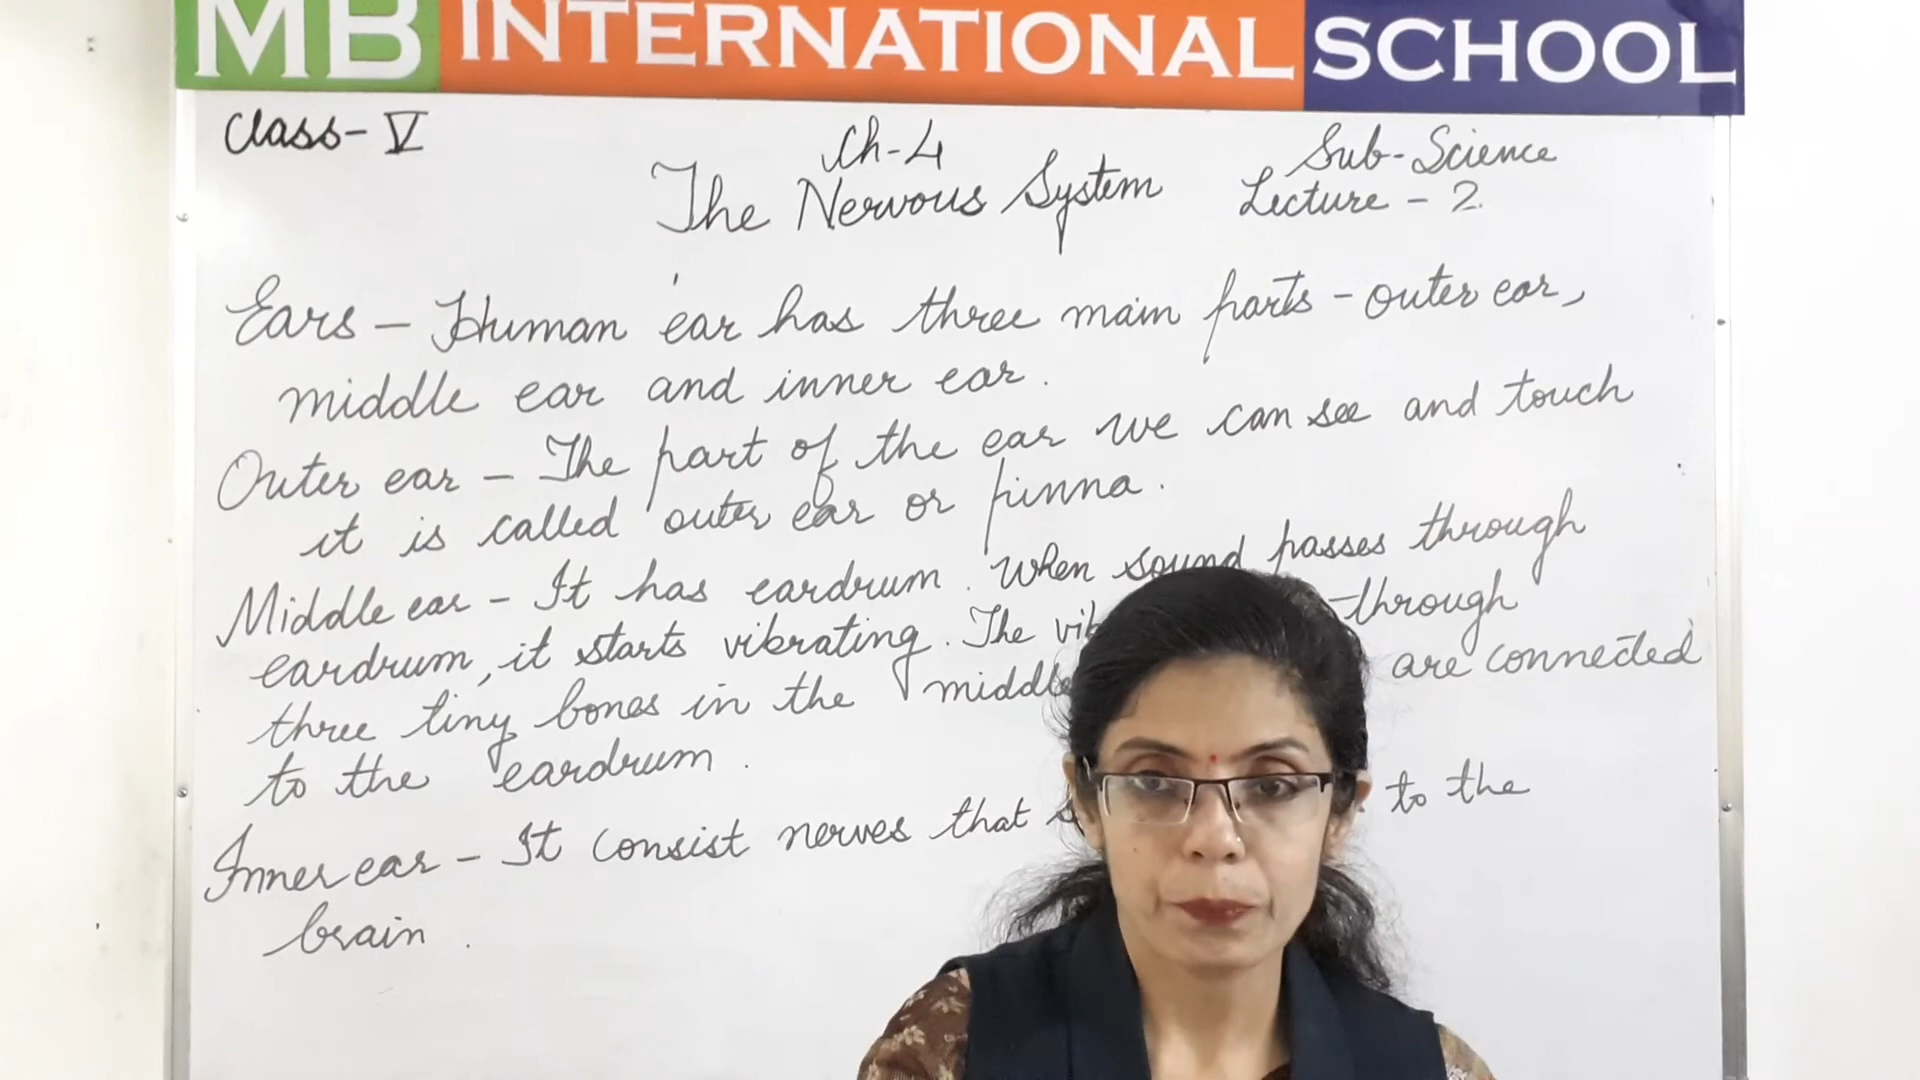 MB INTERNATIONAL SCHOOL
Class-V
Ch-4
Sub-Science
The Nervous System
Lecture - 2.
Ears - Human ear has three main parts - outer ear,
middle ear and inner ear.
Outer ear - The part of the ear we can see and touch
it is called outer ear or pinna.
Middle ear - It has eardrum. When sound passes through
eardrum, it starts vibrating. The through
three tiny bones in the middle are connected
to the eardrum.
Inner ear - It consist nerves that to the
brain.